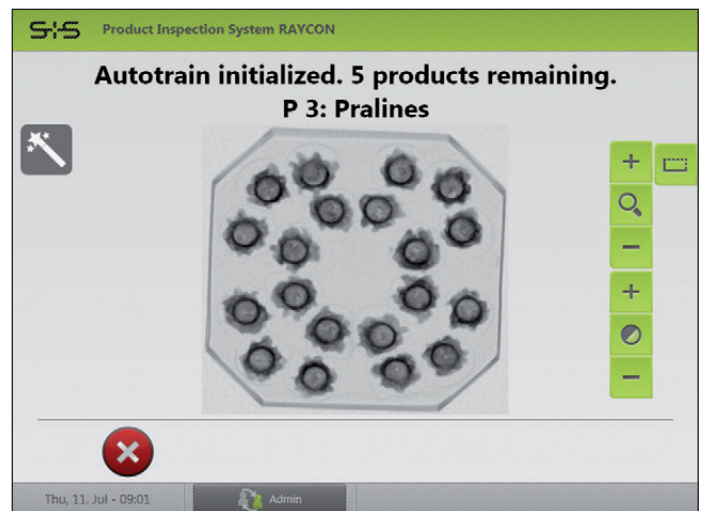 S+S Product Inspection System RAYCON
Autotrain initialized. 5 products remaining.
P 3: Pralines
Thu, 11. Jul - 09:01
Admin